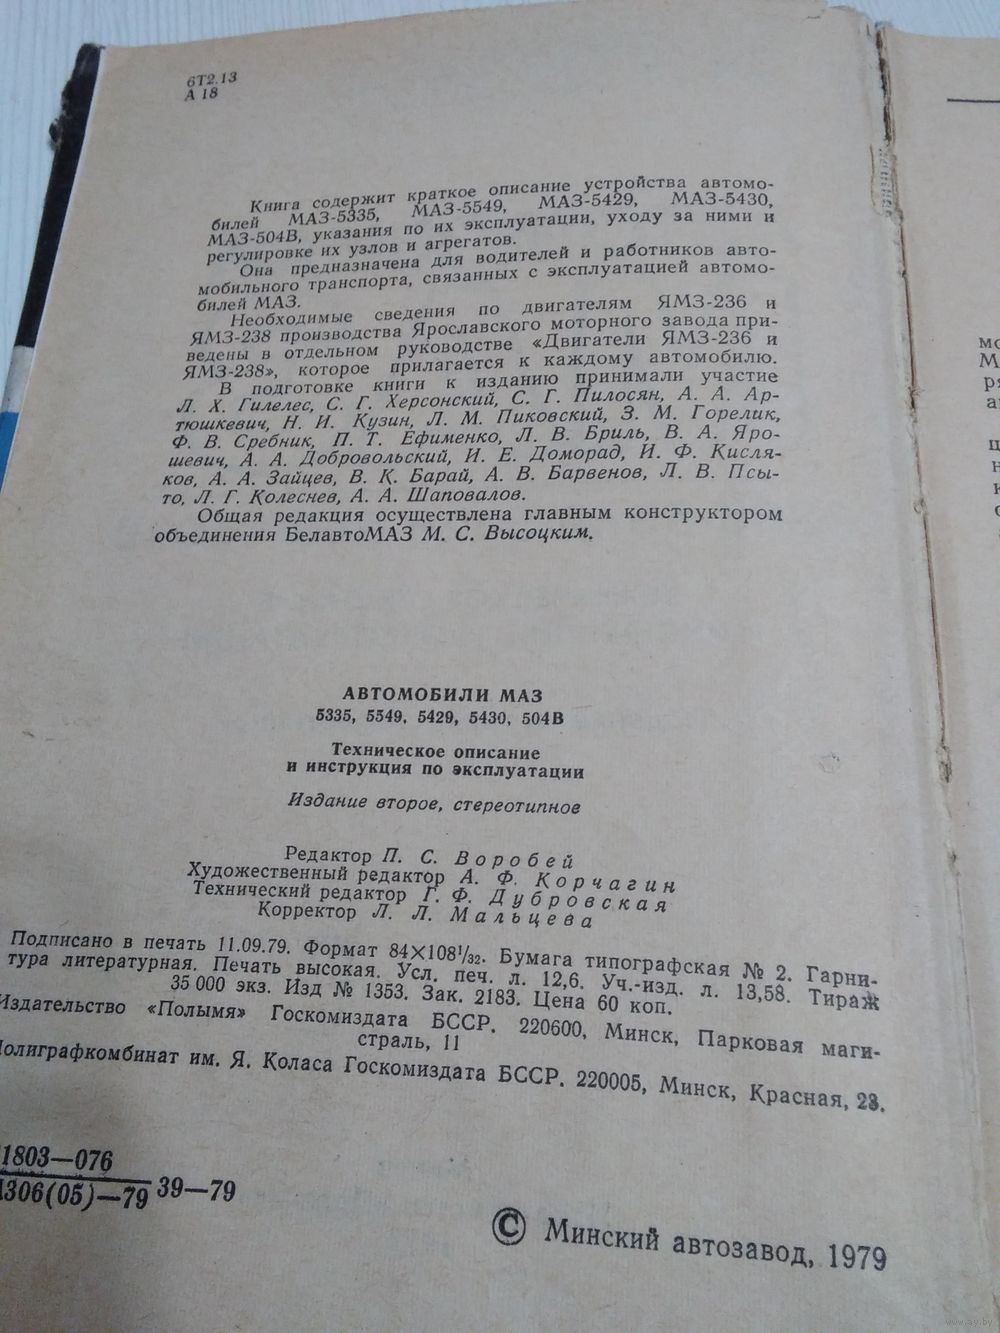 6Т2.13
А 18
Книга содержит краткое описание устройства автомо-
билей МАЗ-5335, МАЗ-5549, МАЗ-5429, МАЗ-5430,
МАЗ-504В, указания по их эксплуатации, уходу за ними и
регулировке их узлов и агрегатов.
Она предназначена для водителей и работников авто-
мобильного транспорта, связанных с эксплуатацией автомо-
билей МАЗ.
Необходимые сведения по двигателям ЯМЗ-236 и
ЯМЗ-238 производства Ярославского моторного завода при-
ведены в отдельном руководстве «Двигатели ЯМЗ-236 и
ЯМЗ-238», которое прилагается к каждому автомобилю.
В подготовке книги к изданию принимали участие
Л. Х. Гилелес, С. Г. Херсонский, С. Г. Пилосян, А. А. Ар-
тюшкевич, Н. И. Кузин, Л. М. Пиковский, З. М. Горелик,
Ф. В. Сребник, П. Т. Ефименко, Л. В. Бриль, В. А. Яро-
шевич, А. А. Добровольский, И. Е. Доморад, И. Ф. Кисля-
ков, А. А. Зайцев, В. К. Барай, А. В. Барвенов, Л. В. Псы-
то, Л. Г. Колеснев, А. А. Шаповалов.
Общая редакция осуществлена главным конструктором
объединения БелавтоМАЗ М. С. Высоцким.
АВТОМОБИЛИ МАЗ
5335, 5549, 5429, 5430, 504В
Техническое описание
и инструкция по эксплуатации
Издание второе, стереотипное
Редактор П. С. Воробей
Художественный редактор А. Ф. Корчагин
Технический редактор Г. Ф. Дубровская
Корректор Л. Л. Мальцева
Подписано в печать 11.09.79. Формат 84×108¹/₃₂. Бумага типографская № 2. Гарни-
тура литературная. Печать высокая. Усл. печ. л. 12,6. Уч.-изд. л. 13,58. Тираж
35 000 экз. Изд № 1353. Зак. 2183. Цена 60 коп.
Издательство «Полымя» Госкомиздата БССР. 220600, Минск, Парковая маги-
страль, 11
Полиграфкомбинат им. Я. Коласа Госкомиздата БССР. 220005, Минск, Красная, 23.
1803—076
306(05)—79 39—79
© Минский автозавод, 1979
www.ay.by